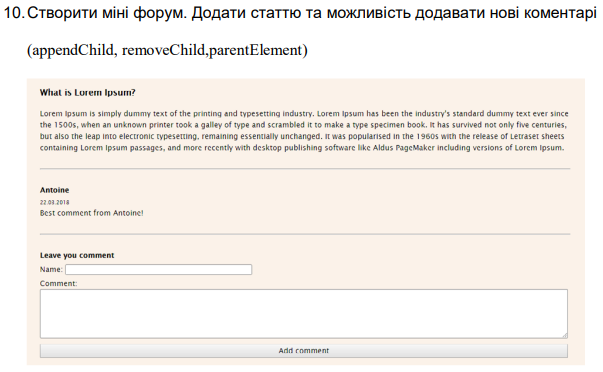 10. Створити міні форум. Додати статтю та можливість додавати нові коментарі
(appendChild, removeChild,parentElement)
What is Lorem Ipsum?
Lorem Ipsum is simply dummy text of the printing and typesetting industry. Lorem Ipsum has been the industry's standard dummy text ever since
the 1500s, when an unknown printer took a galley of type and scrambled it to make a type specimen book. It has survived not only five centuries,
but also the leap into electronic typesetting, remaining essentially unchanged. It was popularised in the 1960s with the release of Letraset sheets
containing Lorem Ipsum passages, and more recently with desktop publishing software like Aldus PageMaker including versions of Lorem Ipsum.
Antoine
22.03.2018
Best comment from Antoine!
Leave you comment
Name:
Comment:
Add comment